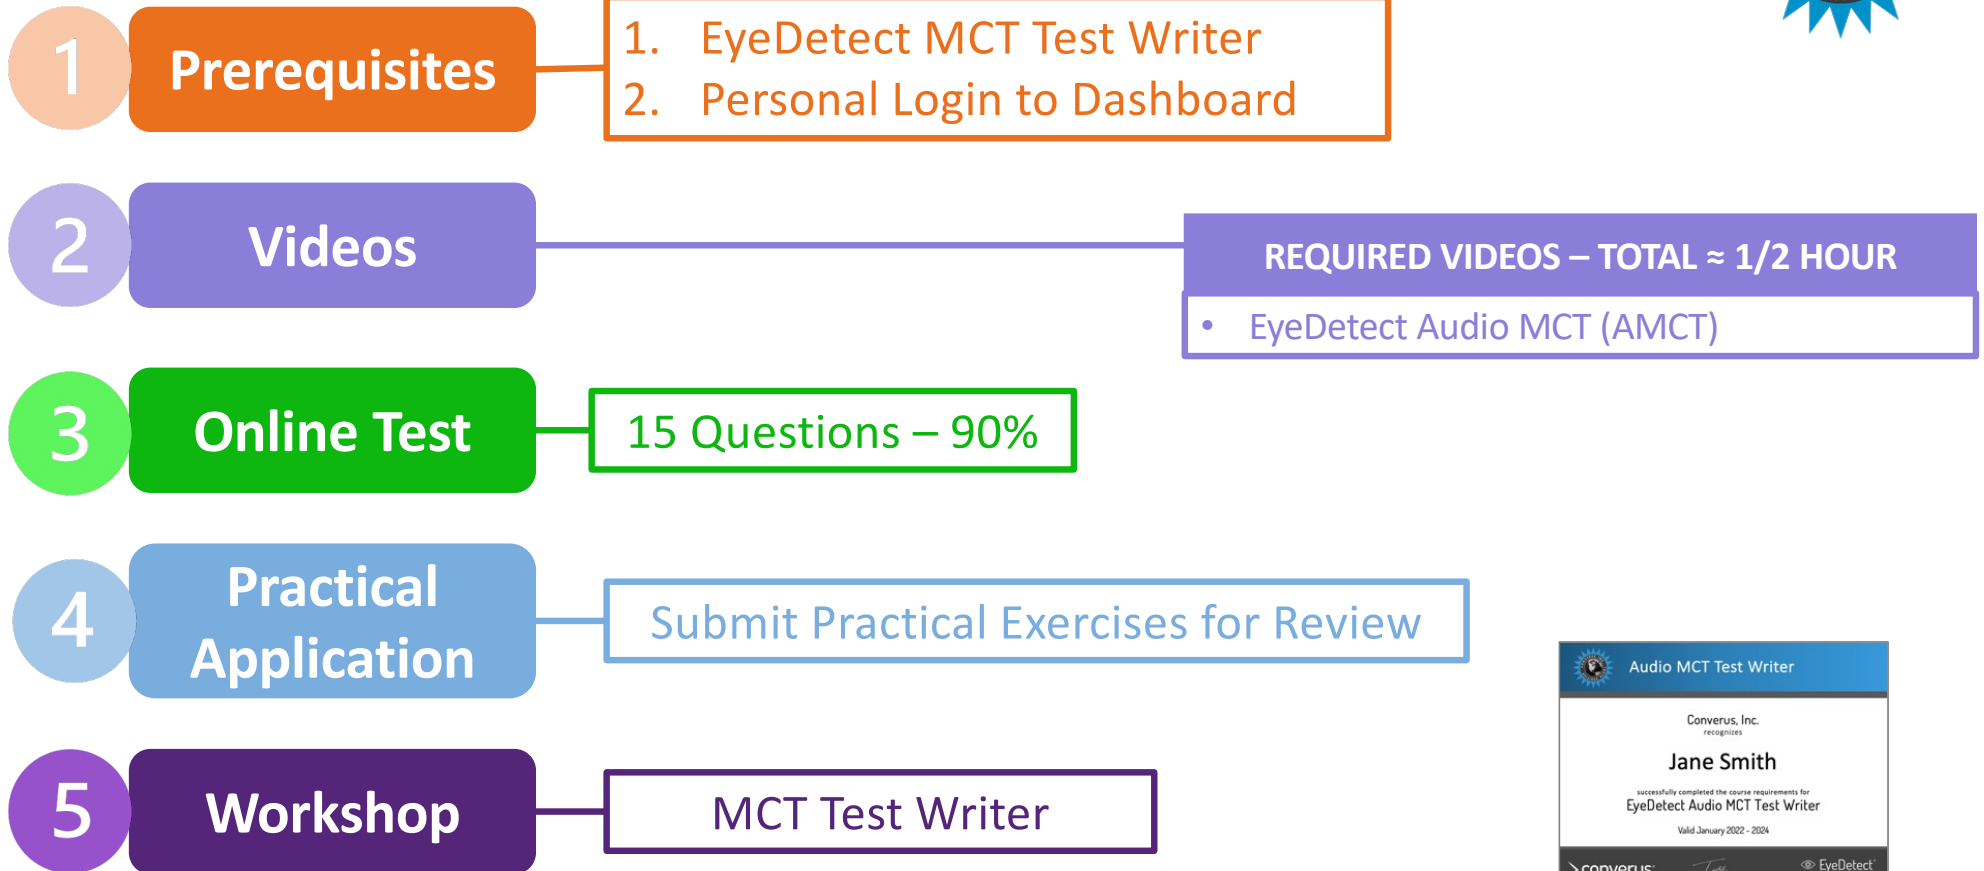 1 Prerequisites
1. EyeDetect MCT Test Writer
2. Personal Login to Dashboard
2 Videos
REQUIRED VIDEOS – TOTAL ≈ 1/2 HOUR
• EyeDetect Audio MCT (AMCT)
3 Online Test
15 Questions – 90%
4 Practical
Application
Submit Practical Exercises for Review
5 Workshop
MCT Test Writer
Audio MCT Test Writer
Converus, Inc.
recognizes
Jane Smith
successfully completed the course requirements for
EyeDetect Audio MCT Test Writer
Valid January 2022 - 2024
converus
EyeDetect